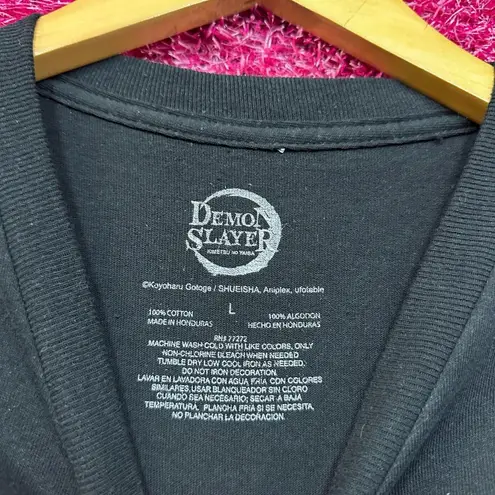 DEMON
SLAYER
KIMETSU NO YAIBA
©Koyoharu Gotoge / SHUEISHA, Aniplex, ufotable
L
100% COTTON
MADE IN HONDURAS
100% ALGODON
HECHO EN HONDURAS
RN# 77272
MACHINE WASH COLD WITH LIKE COLORS, ONLY
NON-CHLORINE BLEACH WHEN NEEDED
TUMBLE DRY LOW COOL IRON AS NEEDED.
DO NOT IRON DECORATION.
LAVAR EN LAVADORA CON AGUA FRIA CON COLORES
SIMILARES, USAR BLANQUEADOR SIN CLORO
CUANDO SEA NECESARIO; SECAR A BAJA
TEMPERATURA. PLANCHA FRIA SI SE NECESITA,
NO PLANCHAR LA DECORACION.